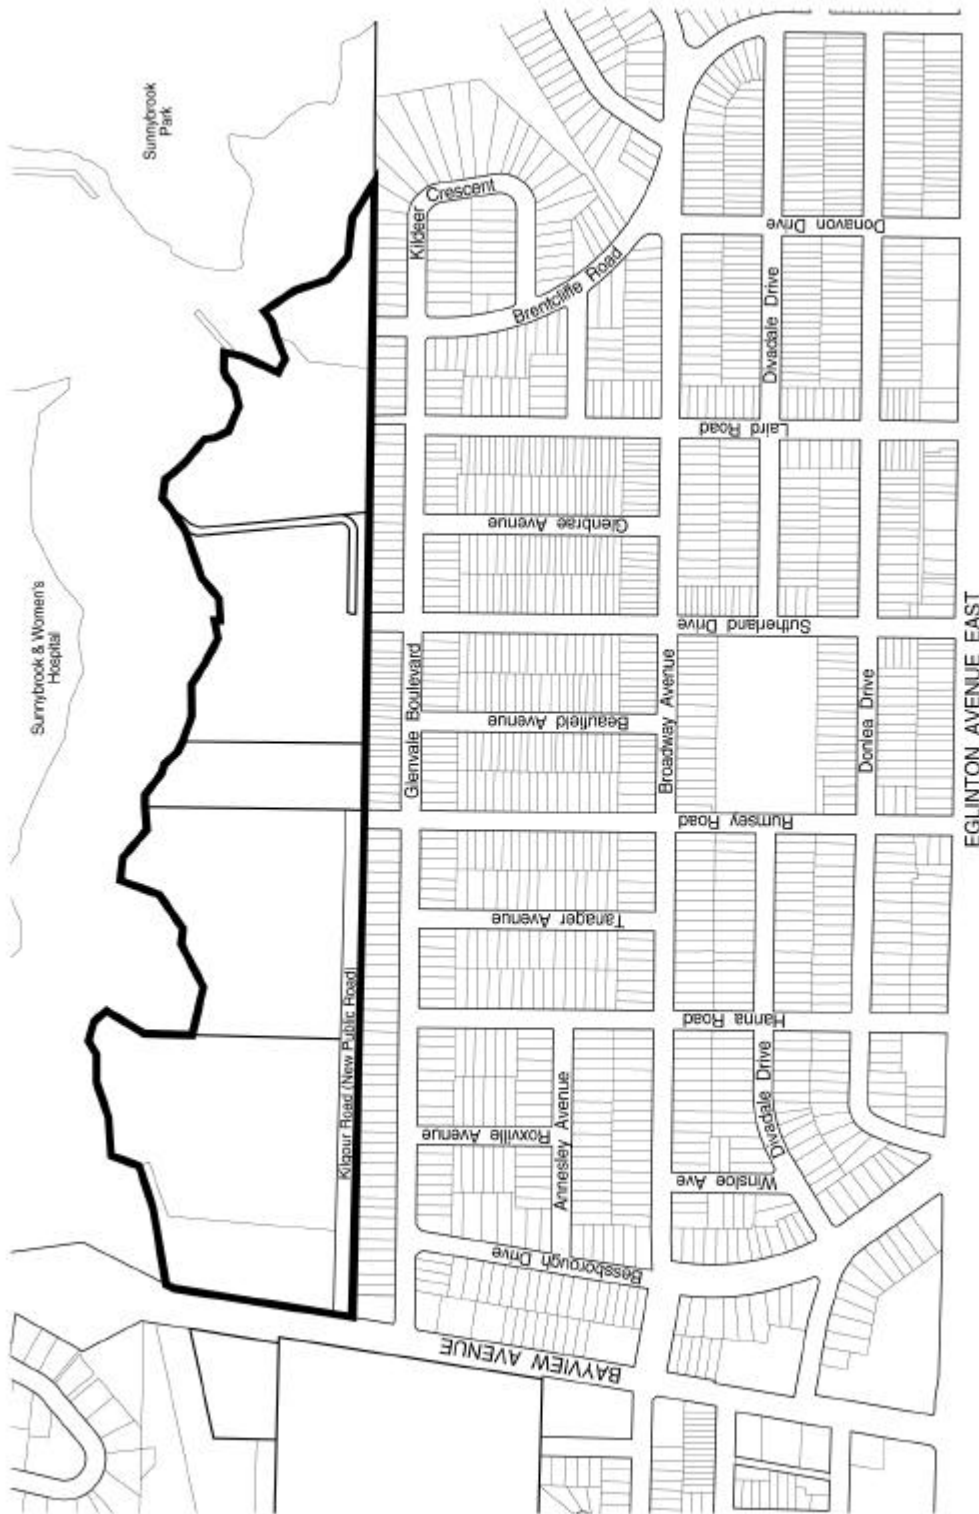 Sunnybrook
Park
Sunnybrook & Women's
Hospital
Kildeer Crescent
Brentcliffe Road
Donavon Drive
Divadale Drive
Laird Road
Glenbrae Avenue
Sutherland Drive
Glenvale Boulevard
Beaufield Avenue
Broadway Avenue
Donlea Drive
Rumsey Road
EGLINTON AVENUE EAST
Tanager Avenue
Hanna Road
Kilgour Road (New Public Road)
Roxville Avenue
Annesley Avenue
Divadale Drive
Winsloe Ave
Bessborough Drive
BAYVIEW AVENUE